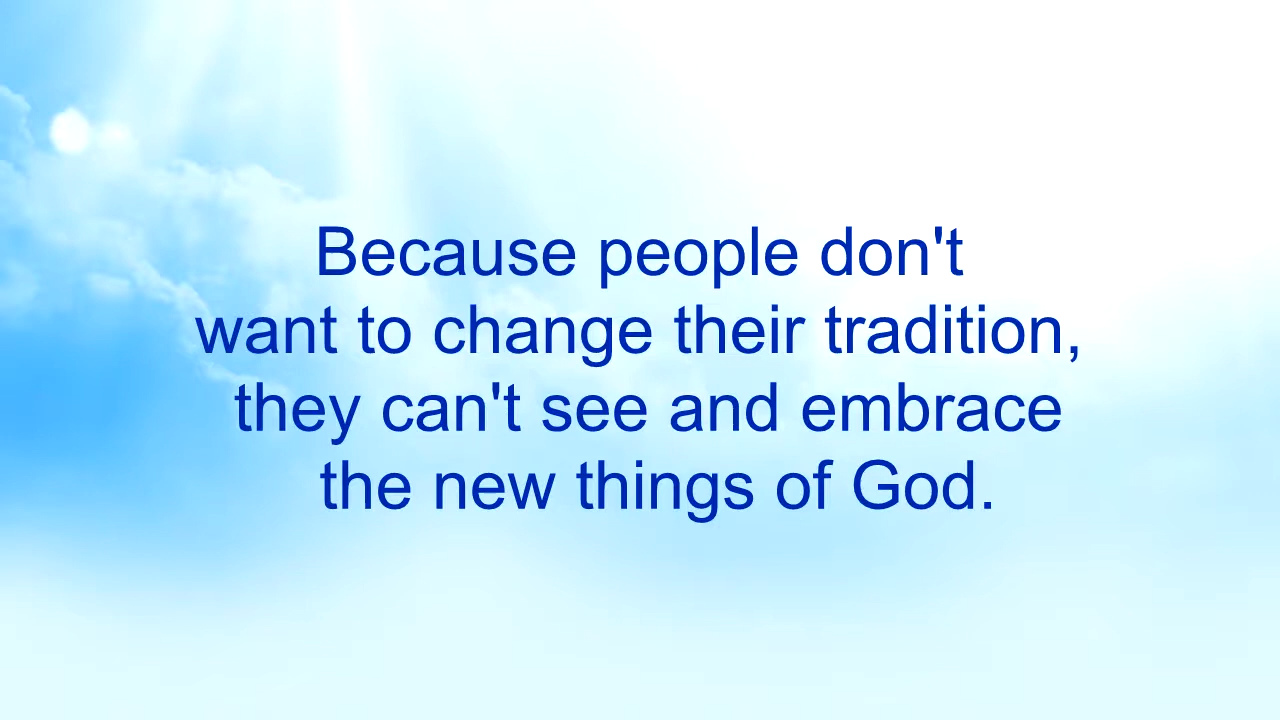 Because people don't
want to change their tradition,
they can't see and embrace
the new things of God.